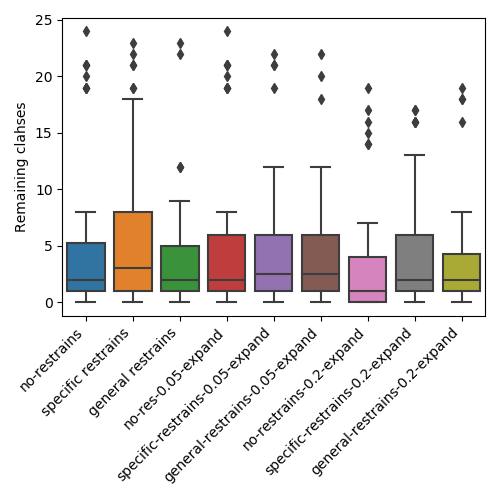 25
20
15
10
5
0
Remaining clahses
no-restrains
specific restrains
general restrains
no-res-0.05-expand
specific-restrains-0.05-expand
general-restrains-0.05-expand
no-restrains-0.2-expand
specific-restrains-0.2-expand
general-restrains-0.2-expand